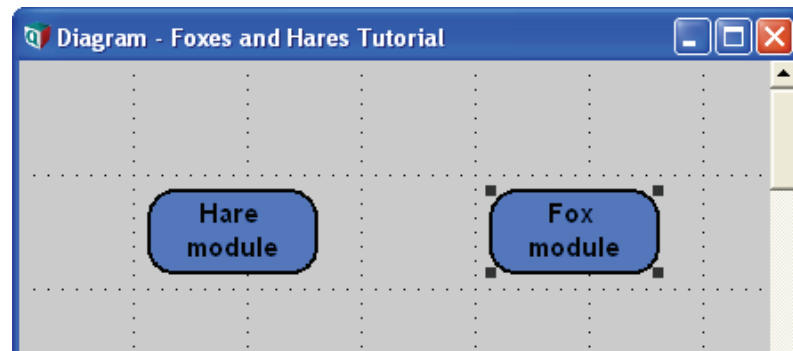 Diagram - Foxes and Hares Tutorial
Hare
module
Fox
module